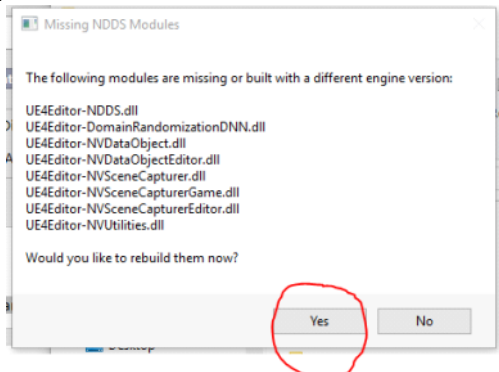 Missing NDDS Modules
The following modules are missing or built with a different engine version:
UE4Editor-NDDS.dll
UE4Editor-DomainRandomizationDNN.dll
UE4Editor-NVDataObject.dll
UE4Editor-NVDataObjectEditor.dll
UE4Editor-NVSceneCapturer.dll
UE4Editor-NVSceneCapturerGame.dll
UE4Editor-NVSceneCapturerEditor.dll
UE4Editor-NVUtilities.dll
Would you like to rebuild them now?
Yes No